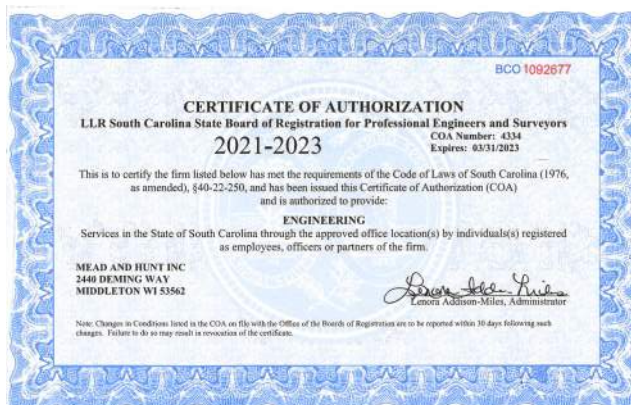 BCO 1092677
CERTIFICATE OF AUTHORIZATION
LLR South Carolina State Board of Registration for Professional Engineers and Surveyors
2021-2023
COA Number: 4334
Expires: 03/31/2023
This is to certify the firm listed below has met the requirements of the Code of Laws of South Carolina (1976,
as amended), §40-22-250, and has been issued this Certificate of Authorization (COA)
and is authorized to provide:
ENGINEERING
Services in the State of South Carolina through the approved office location(s) by individuals(s) registered
as employees, officers or partners of the firm.
MEAD AND HUNT INC
2440 DEMING WAY
MIDDLETON WI 53562
Lenora Addison-Miles, Administrator
Note: Changes in Conditions listed in the COA on file with the Office of the Boards of Registration are to be reported within 30 days following such
changes. Failure to do so may result in revocation of the certificate.